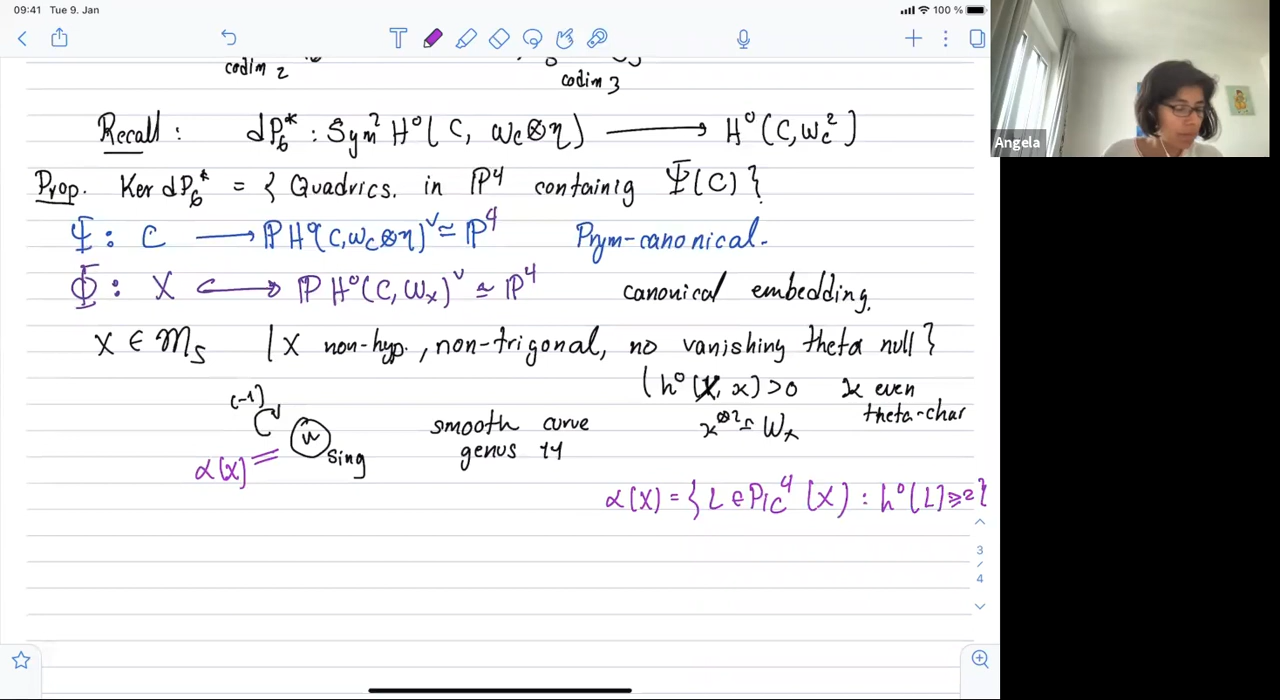 09:41 Tue 9. Jan
100 %
codim 2
codim 3
Recall : dP₆* : Sym² H⁰( C, ω_C⊗η) ⟶ H⁰(C, ω_C²)
Prop. Ker dP₆* = { Quadrics. in ℙ⁴ containig Ψ(C)}
Ψ : C ⟶ ℙH⁰(C, ω_C⊗η)^∨ ≃ ℙ⁴ Prym-canonical.
Φ : X ↪ ℙ H⁰(C, ω_X)^∨ ≃ ℙ⁴ canonical embedding.
X ∈ M₅ | X non-hyp., non-trigonal, no vanishing theta null }
(h⁰(X, ϰ) > 0 ϰ even
theta-char
ϰ^⊗2 ≃ ω_X
(-1)
smooth curve
genus 11
Sing
α(X) =
α(X) = { L ∈ Pic⁴ (X) : h⁰(L) ⩾ 2 }
Angela
3
/
4